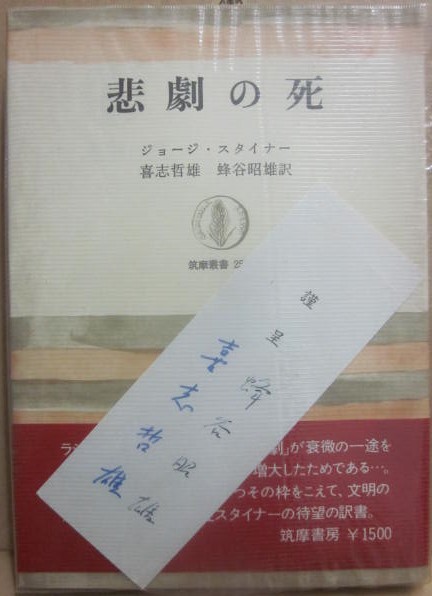 悲劇の死
ジョージ・スタイナー
喜志哲雄 蜂谷昭雄訳
筑摩叢書 25
謹呈
蜂谷昭雄
喜志哲雄
ラ
劇」が衰微の一途を
増大したためである…。
つその枠をこえて、文明の
スタイナーの待望の訳書。
筑摩書房 ¥1500